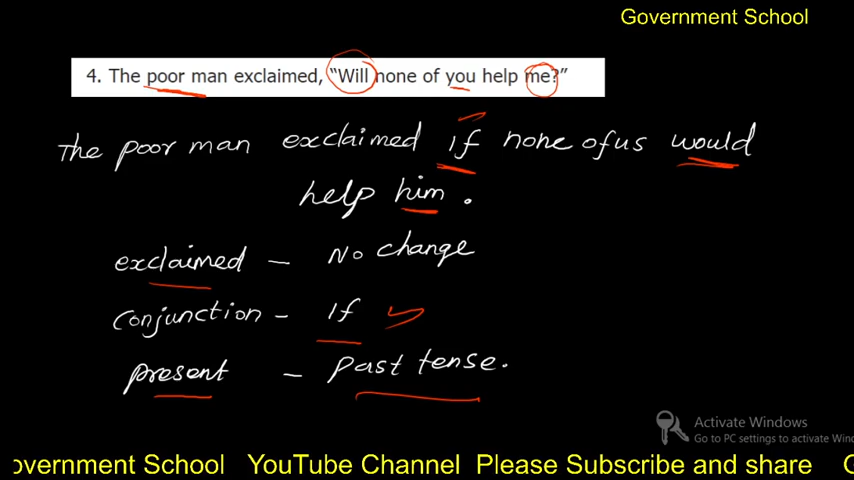 Government School
4. The poor man exclaimed, “Will none of you help me?”
The poor man exclaimed If none of us would
help him.
exclaimed – No change
conjunction – If
present – Past tense.
Activate Windows
Go to PC settings to activate Win
overnment School YouTube Channel Please Subscribe and share